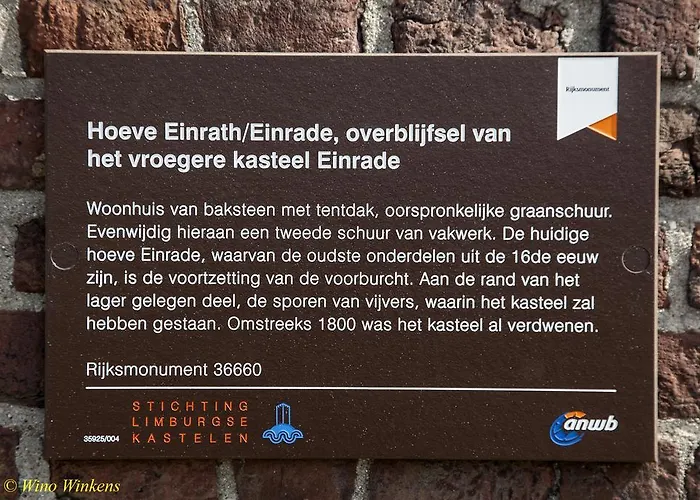 Rijksmonument
Hoeve Einrath/Einrade, overblijfsel van
het vroegere kasteel Einrade
Woonhuis van baksteen met tentdak, oorspronkelijke graanschuur.
Evenwijdig hieraan een tweede schuur van vakwerk. De huidige
hoeve Einrade, waarvan de oudste onderdelen uit de 16de eeuw
zijn, is de voortzetting van de voorburcht. Aan de rand van het
lager gelegen deel, de sporen van vijvers, waarin het kasteel zal
hebben gestaan. Omstreeks 1800 was het kasteel al verdwenen.
Rijksmonument 36660
35925/004
STICHTING
LIMBURGSE
KASTELEN
anwb
© Wino Winkens